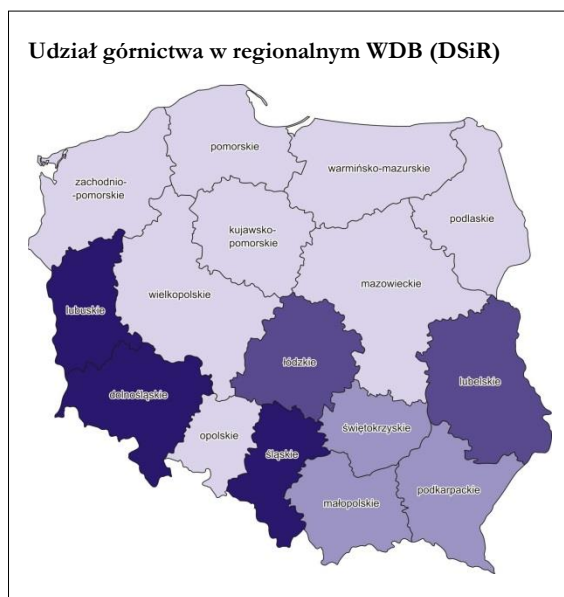 Udział górnictwa w regionalnym WDB (DSiR)
pomorskie
warmińsko-mazurskie
zachodnio-
-pomorskie
podlaskie
kujawsko-
pomorskie
mazowieckie
wielkopolskie
lubuskie
łódzkie
lubelskie
dolnośląskie
opolskie
śląskie
świętokrzyskie
podkarpackie
małopolskie